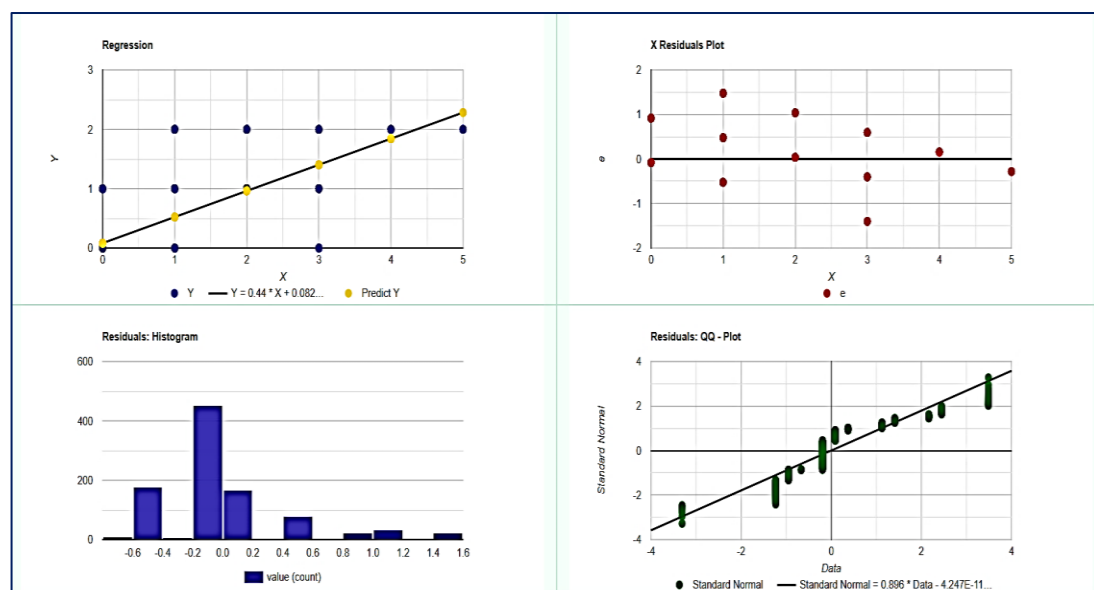 Regression
3
2
1
0
Y
0 1 2 3 4 5
X
Y Y = 0.44 * X + 0.082... Predict Y
X Residuals Plot
2
1
0
-1
-2
e
0 1 2 3 4 5
X
e
Residuals: Histogram
600
400
200
0
-0.6 -0.4 -0.2 0.0 0.2 0.4 0.6 0.8 1.0 1.2 1.4 1.6
value (count)
Residuals: QQ - Plot
4
2
0
-2
-4
Standard Normal
-4 -2 0 2 4
Data
Standard Normal Standard Normal = 0.896 * Data - 4.247E-11...